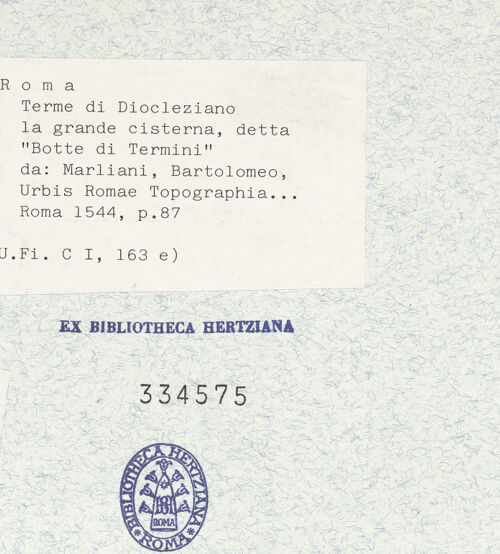 R o m a
Terme di Diocleziano
la grande cisterna, detta
"Botte di Termini"
da: Marliani, Bartolomeo,
Urbis Romae Topographia...
Roma 1544, p.87
U.Fi. C I, 163 e)
EX BIBLIOTHECA HERTZIANA
334575
BIBLIOTHECA HERTZIANA
BH
ROMA
* ROMA *